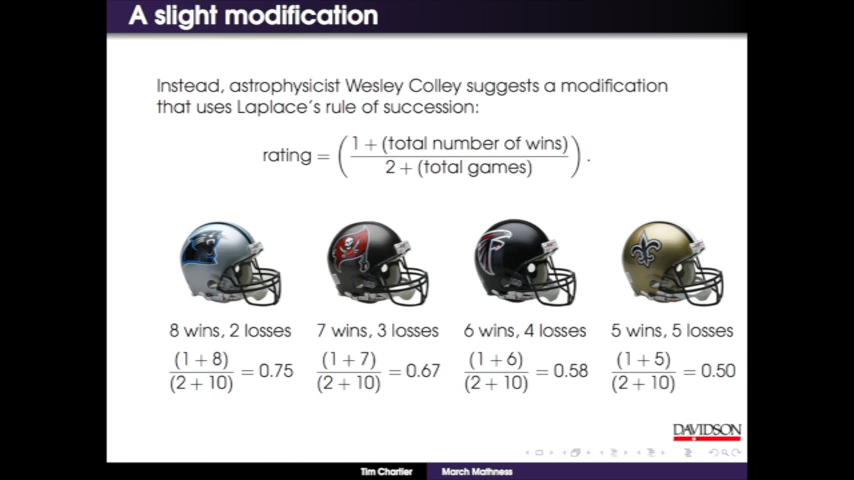 A slight modification
Instead, astrophysicist Wesley Colley suggests a modification
that uses Laplace's rule of succession:
rating = ( 1 + (total number of wins) / 2 + (total games) ) .
8 wins, 2 losses 7 wins, 3 losses 6 wins, 4 losses 5 wins, 5 losses
(1 + 8) / (2 + 10) = 0.75 (1 + 7) / (2 + 10) = 0.67 (1 + 6) / (2 + 10) = 0.58 (1 + 5) / (2 + 10) = 0.50
DAVIDSON
Tim Chartier March Mathness